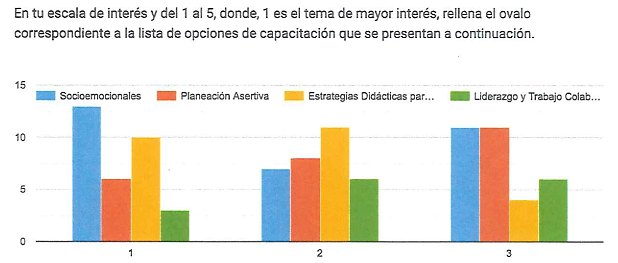 En tu escala de interés y del 1 al 5, donde, 1 es el tema de mayor interés, rellena el ovalo
correspondiente a la lista de opciones de capacitación que se presentan a continuación.
15
Socioemocionales Planeación Asertiva Estrategias Didácticas par... Liderazgo y Trabajo Colab...
10
5
0
1 2 3